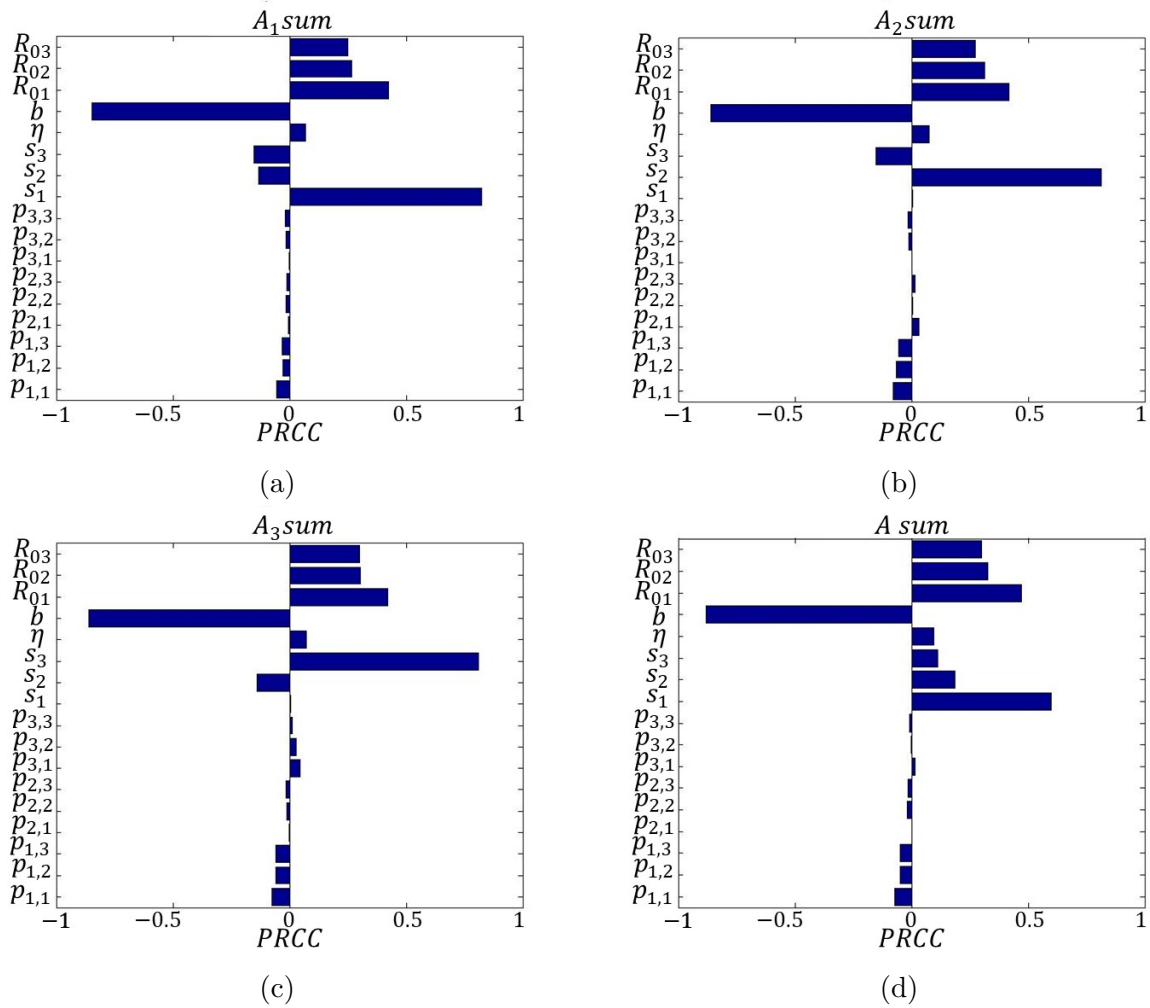 A₁sum
R₀₃
R₀₂
R₀₁
b
η
s₃
s₂
s₁
p₃,₃
p₃,₂
p₃,₁
p₂,₃
p₂,₂
p₂,₁
p₁,₃
p₁,₂
p₁,₁
−1 −0.5 0 0.5 1
PRCC
(a)
A₂sum
R₀₃
R₀₂
R₀₁
b
η
s₃
s₂
s₁
p₃,₃
p₃,₂
p₃,₁
p₂,₃
p₂,₂
p₂,₁
p₁,₃
p₁,₂
p₁,₁
−1 −0.5 0 0.5 1
PRCC
(b)
A₃sum
R₀₃
R₀₂
R₀₁
b
η
s₃
s₂
s₁
p₃,₃
p₃,₂
p₃,₁
p₂,₃
p₂,₂
p₂,₁
p₁,₃
p₁,₂
p₁,₁
−1 −0.5 0 0.5 1
PRCC
(c)
A sum
R₀₃
R₀₂
R₀₁
b
η
s₃
s₂
s₁
p₃,₃
p₃,₂
p₃,₁
p₂,₃
p₂,₂
p₂,₁
p₁,₃
p₁,₂
p₁,₁
−1 −0.5 0 0.5 1
PRCC
(d)